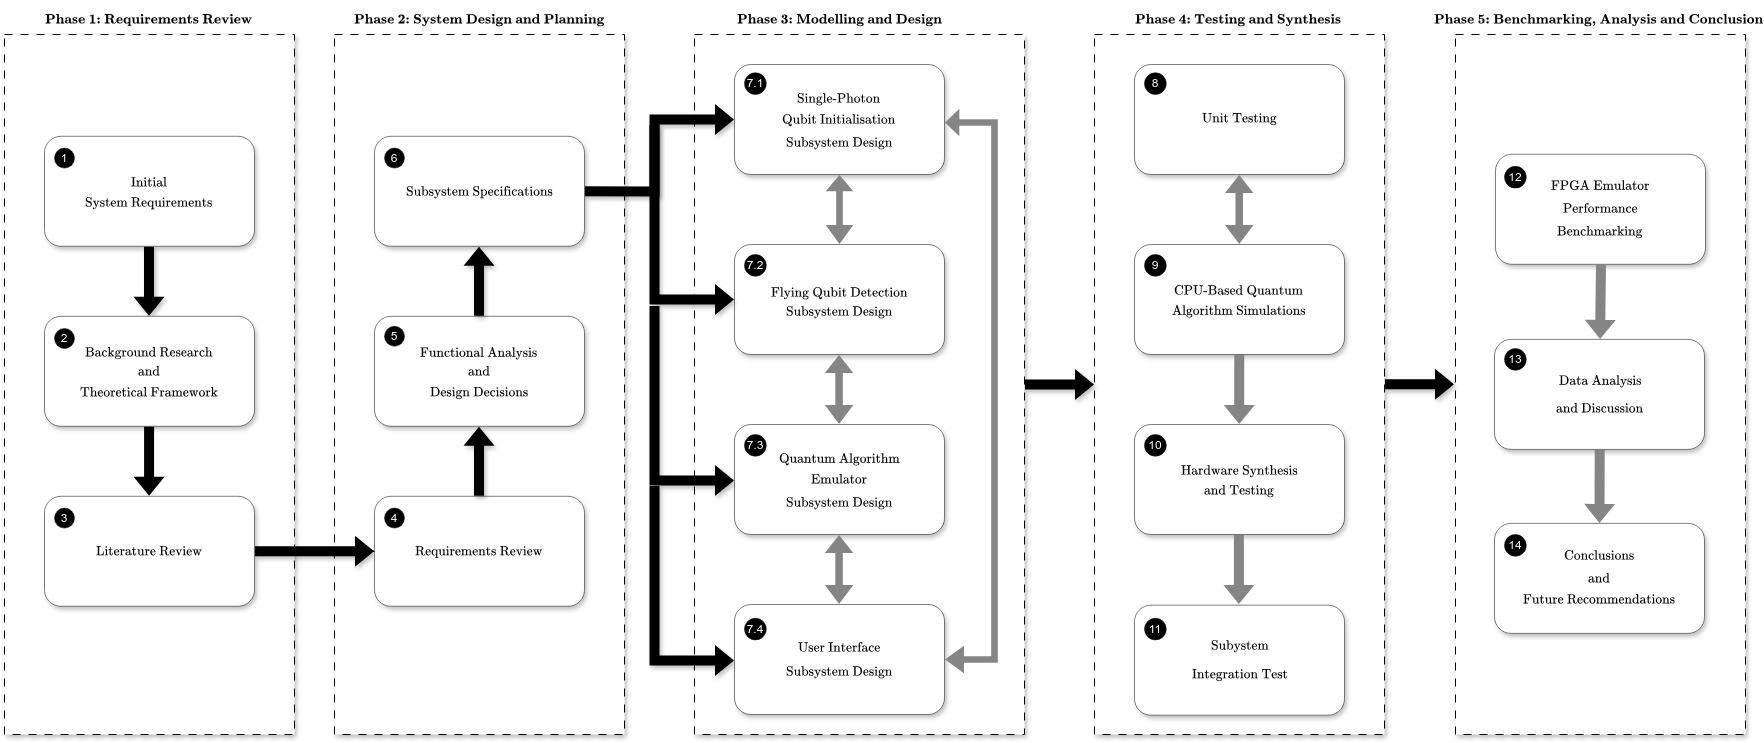 Phase 1: Requirements Review
1
Initial
System Requirements
2
Background Research
and
Theoretical Framework
3
Literature Review
Phase 2: System Design and Planning
6
Subsystem Specifications
5
Functional Analysis
and
Design Decisions
4
Requirements Review
Phase 3: Modelling and Design
7.1
Single-Photon
Qubit Initialisation
Subsystem Design
7.2
Flying Qubit Detection
Subsystem Design
7.3
Quantum Algorithm
Emulator
Subsystem Design
7.4
User Interface
Subsystem Design
Phase 4: Testing and Synthesis
8
Unit Testing
9
CPU-Based Quantum
Algorithm Simulations
10
Hardware Synthesis
and Testing
11
Subystem
Integration Test
Phase 5: Benchmarking, Analysis and Conclusion
12
FPGA Emulator
Performance
Benchmarking
13
Data Analysis
and Discussion
14
Conclusions
and
Future Recommendations